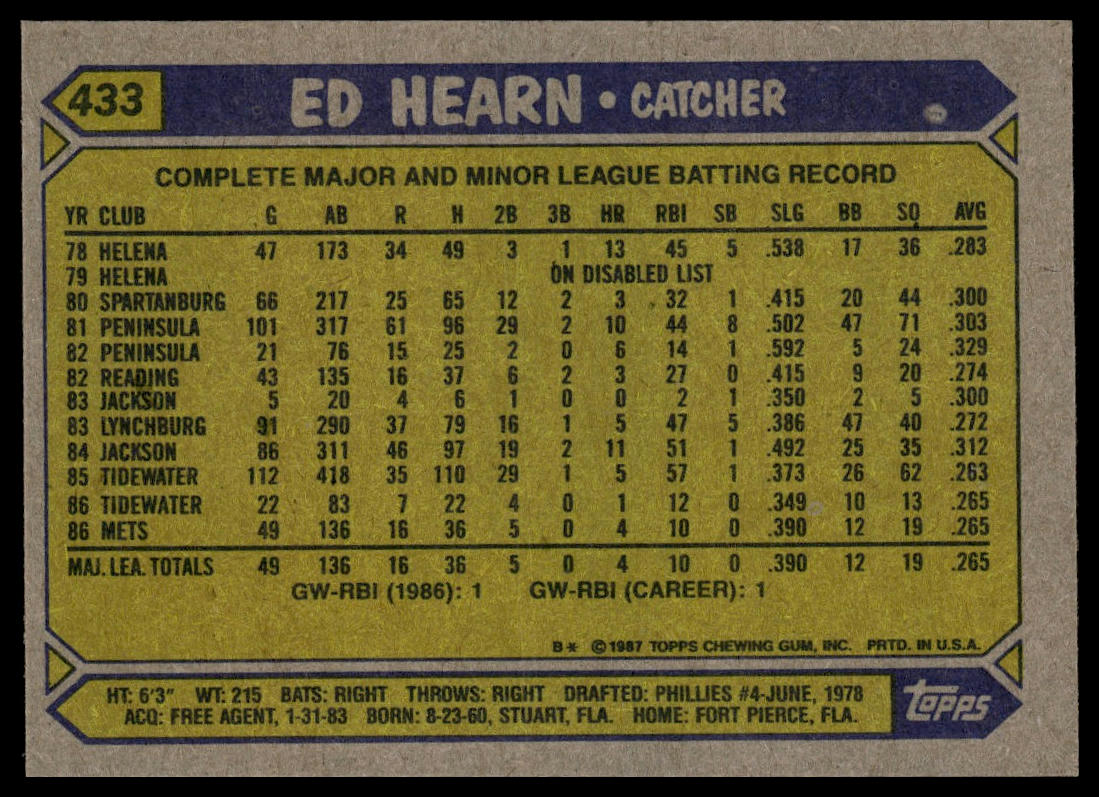 433 ED HEARN • CATCHER
COMPLETE MAJOR AND MINOR LEAGUE BATTING RECORD
YR CLUB G AB R H 2B 3B HR RBI SB SLG BB SO AVG
78 HELENA 47 173 34 49 3 1 13 45 5 .538 17 36 .283
79 HELENA ON DISABLED LIST
80 SPARTANBURG 66 217 25 65 12 2 3 32 1 .415 20 44 .300
81 PENINSULA 101 317 61 96 29 2 10 44 8 .502 47 71 .303
82 PENINSULA 21 76 15 25 2 0 6 14 1 .592 5 24 .329
82 READING 43 135 16 37 6 2 3 27 0 .415 9 20 .274
83 JACKSON 5 20 4 6 1 0 0 2 1 .350 2 5 .300
83 LYNCHBURG 91 290 37 79 16 1 5 47 5 .386 47 40 .272
84 JACKSON 86 311 46 97 19 2 11 51 1 .492 25 35 .312
85 TIDEWATER 112 418 35 110 29 1 5 57 1 .373 26 62 .263
86 TIDEWATER 22 83 7 22 4 0 1 12 0 .349 10 13 .265
86 METS 49 136 16 36 5 0 4 10 0 .390 12 19 .265
MAJ. LEA. TOTALS 49 136 16 36 5 0 4 10 0 .390 12 19 .265
GW-RBI (1986): 1 GW-RBI (CAREER): 1
B* ©1987 TOPPS CHEWING GUM, INC. PRTD. IN U.S.A.
HT: 6'3" WT: 215 BATS: RIGHT THROWS: RIGHT DRAFTED: PHILLIES #4-JUNE, 1978
ACQ: FREE AGENT, 1-31-83 BORN: 8-23-60, STUART, FLA. HOME: FORT PIERCE, FLA.
topps